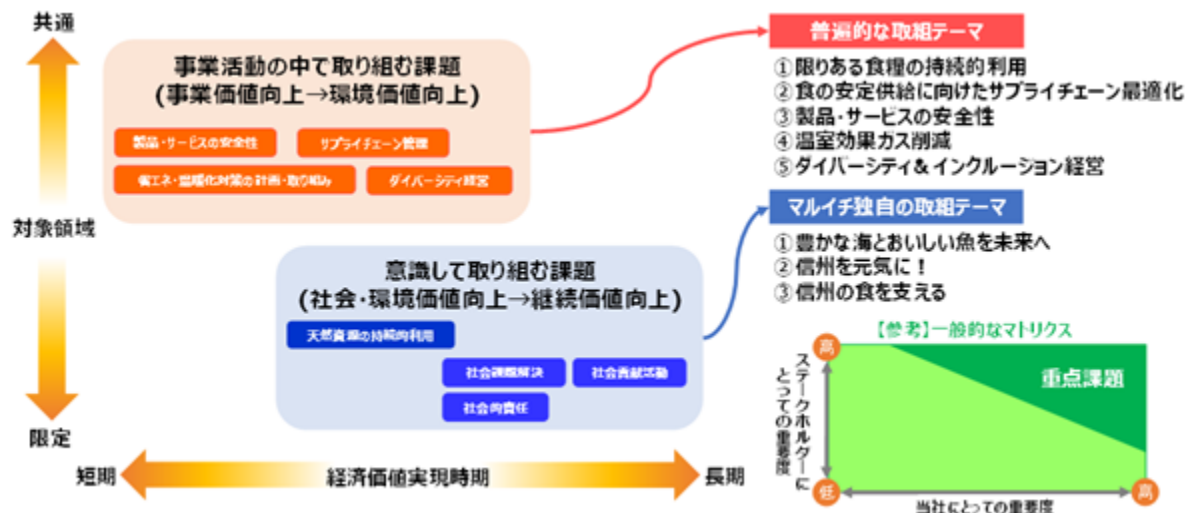 共通
対象領域
限定
短期
経済価値実現時期
長期
事業活動の中で取り組む課題
(事業価値向上→環境価値向上)
製品・サービスの安全性
サプライチェーン管理
省エネ・温暖化対策の計画・取り組み
ダイバーシティ経営
意識して取り組む課題
(社会・環境価値向上→継続価値向上)
天然資源の持続的利用
社会課題解決
社会貢献活動
社会的責任
普遍的な取組テーマ
①限りある食糧の持続的利用
②食の安定供給に向けたサプライチェーン最適化
③製品・サービスの安全性
④温室効果ガス削減
⑤ダイバーシティ&インクルージョン経営
マルイチ独自の取組テーマ
①豊かな海とおいしい魚を未来へ
②信州を元気に！
③信州の食を支える
【参考】一般的なマトリクス
高
ステークホルダーに
とっての重要度
重点課題
低
高
当社にとっての重要度